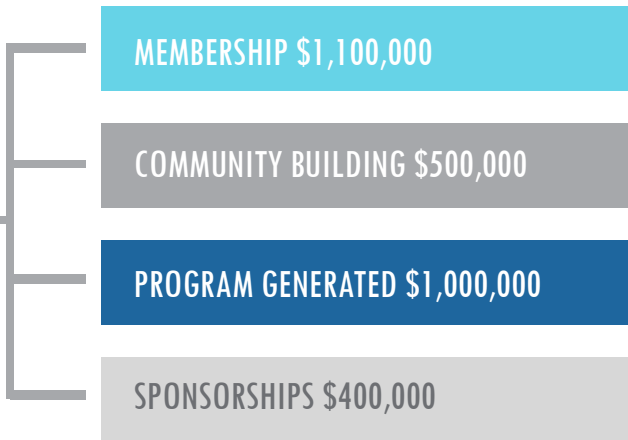 MEMBERSHIP $1,100,000
COMMUNITY BUILDING $500,000
PROGRAM GENERATED $1,000,000
SPONSORSHIPS $400,000